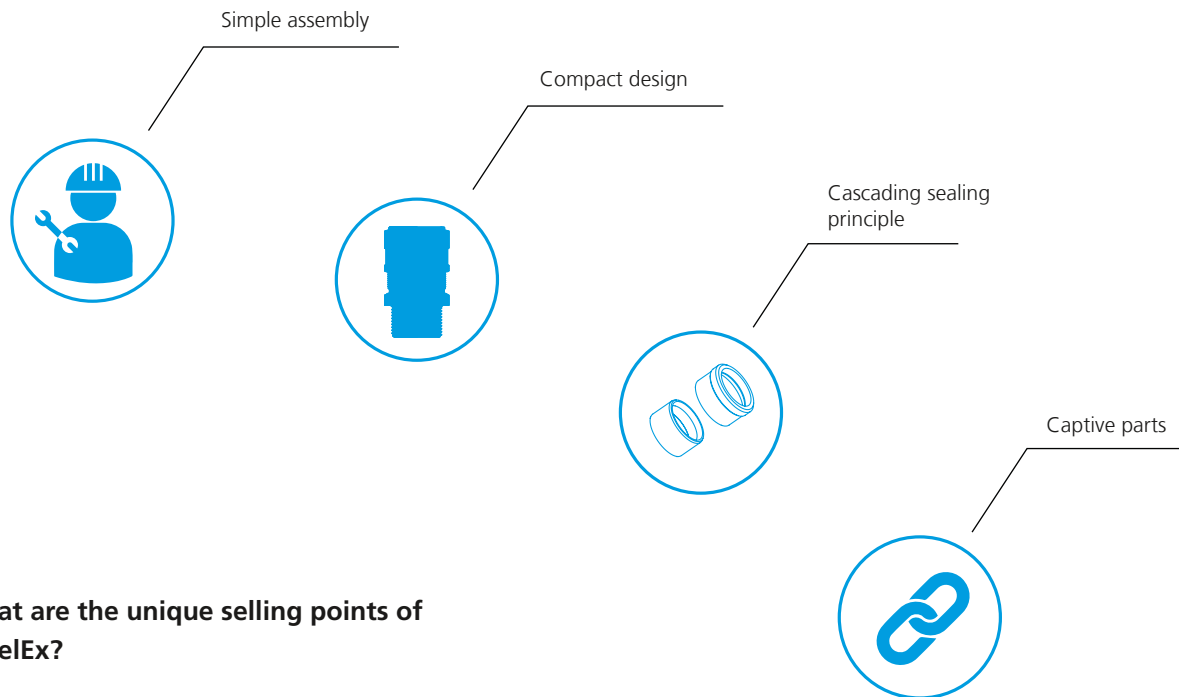 Simple assembly
Compact design
Cascading sealing
principle
Captive parts
at are the unique selling points of
elEx?